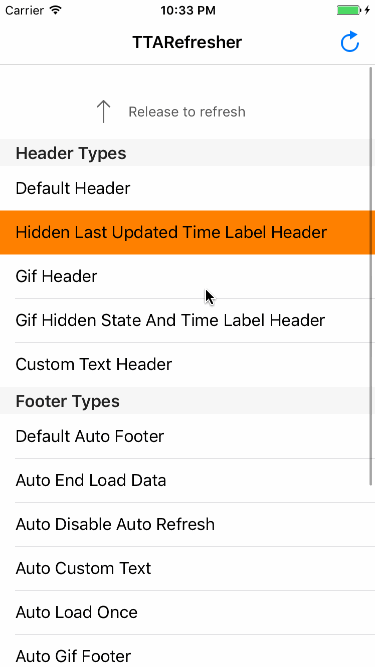 Carrier 10:33 PM
TTARefresher
Release to refresh
Header Types
Default Header
Hidden Last Updated Time Label Header
Gif Header
Gif Hidden State And Time Label Header
Custom Text Header
Footer Types
Default Auto Footer
Auto End Load Data
Auto Disable Auto Refresh
Auto Custom Text
Auto Load Once
Auto Gif Footer